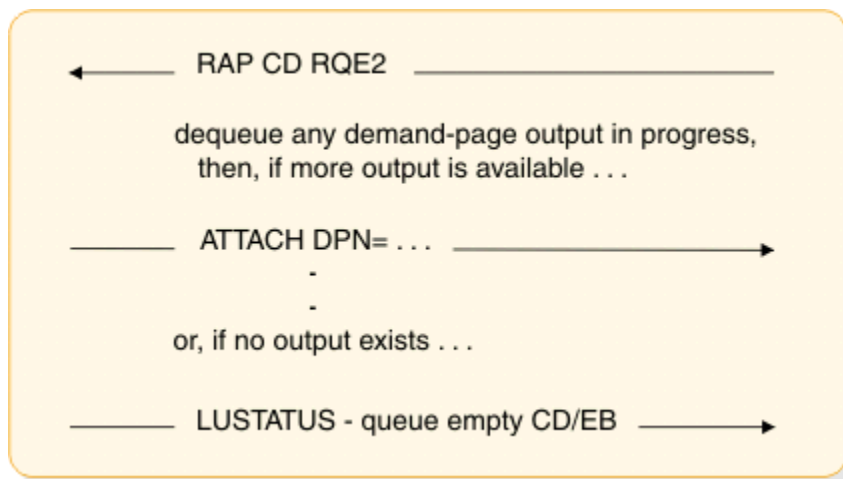 RAP CD RQE2
dequeue any demand-page output in progress,
then, if more output is available . . .
ATTACH DPN= . . .
-
-
or, if no output exists . . .
LUSTATUS - queue empty CD/EB